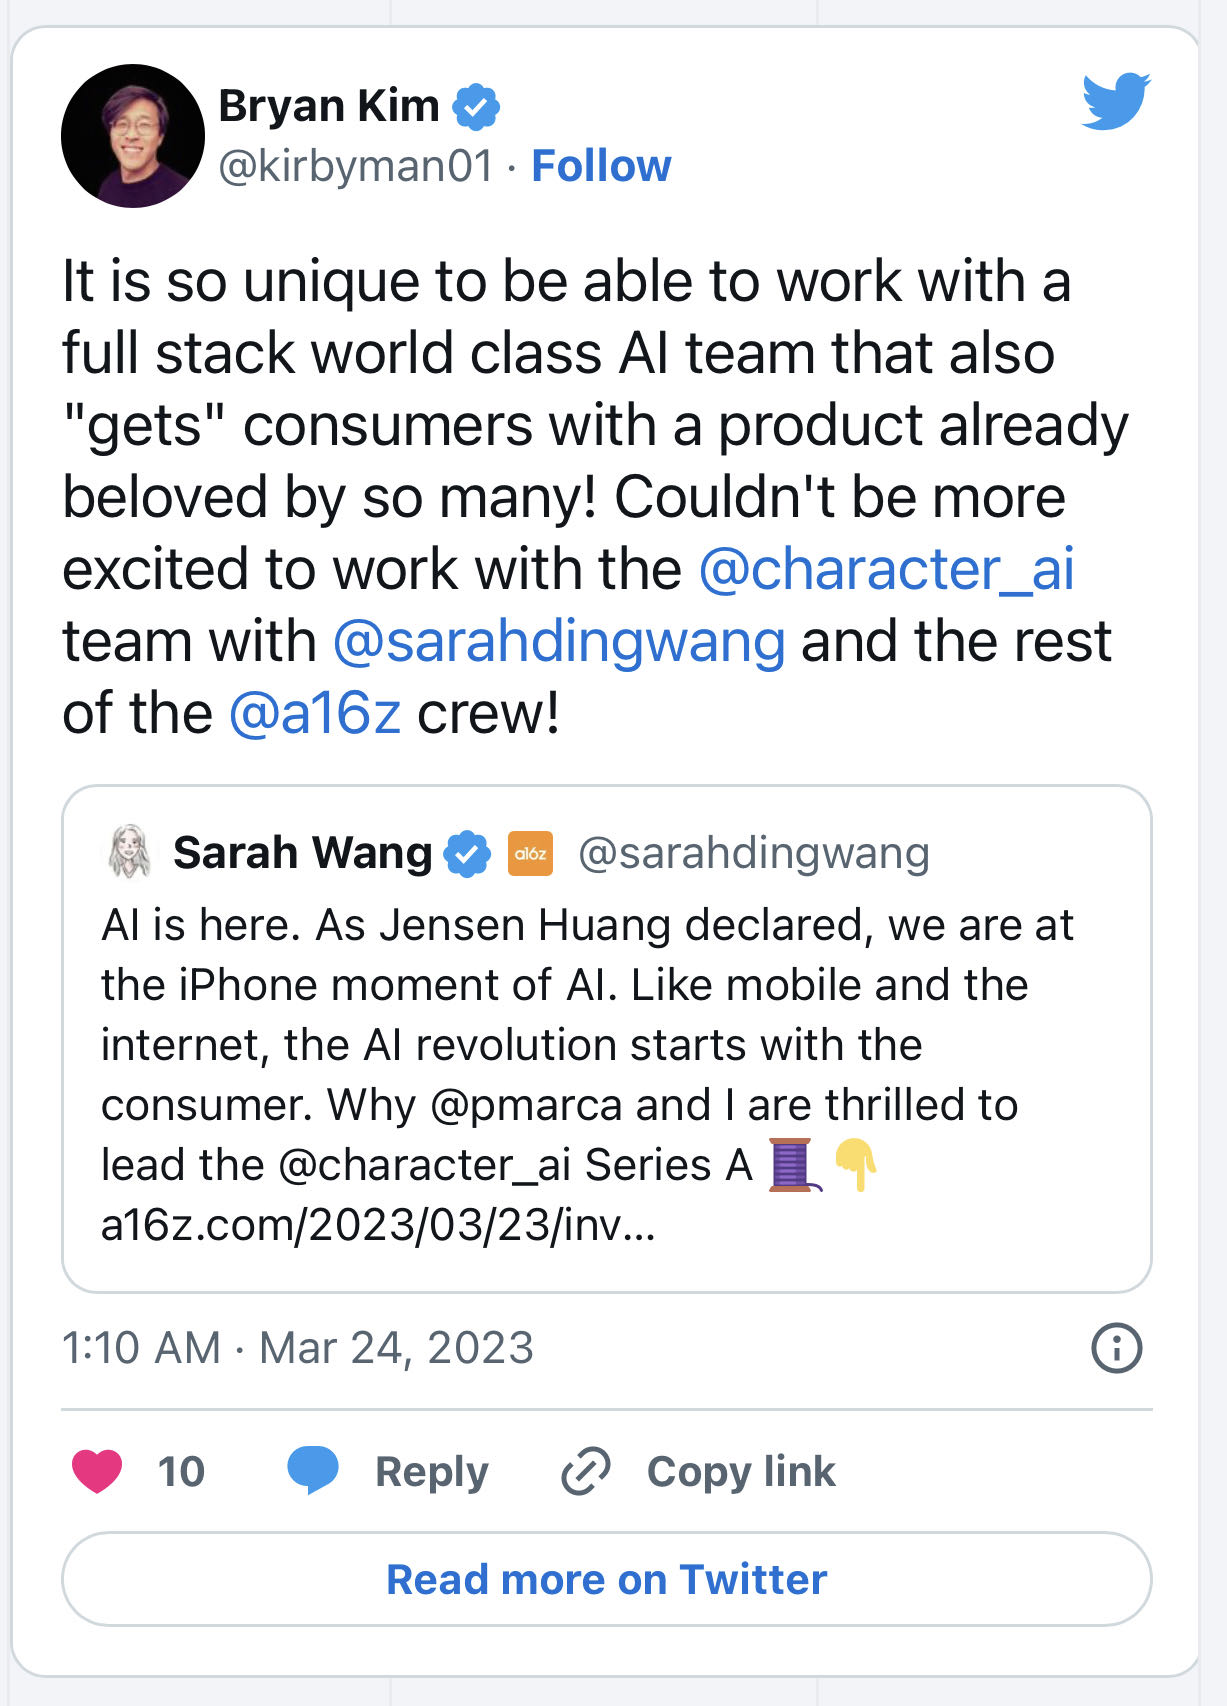 Bryan Kim
@kirbyman01 · Follow
It is so unique to be able to work with a
full stack world class AI team that also
"gets" consumers with a product already
beloved by so many! Couldn't be more
excited to work with the @character_ai
team with @sarahdingwang and the rest
of the @a16z crew!
Sarah Wang a16z @sarahdingwang
AI is here. As Jensen Huang declared, we are at
the iPhone moment of AI. Like mobile and the
internet, the AI revolution starts with the
consumer. Why @pmarca and I are thrilled to
lead the @character_ai Series A 🧵👇
a16z.com/2023/03/23/inv...
1:10 AM · Mar 24, 2023
10 Reply Copy link
Read more on Twitter